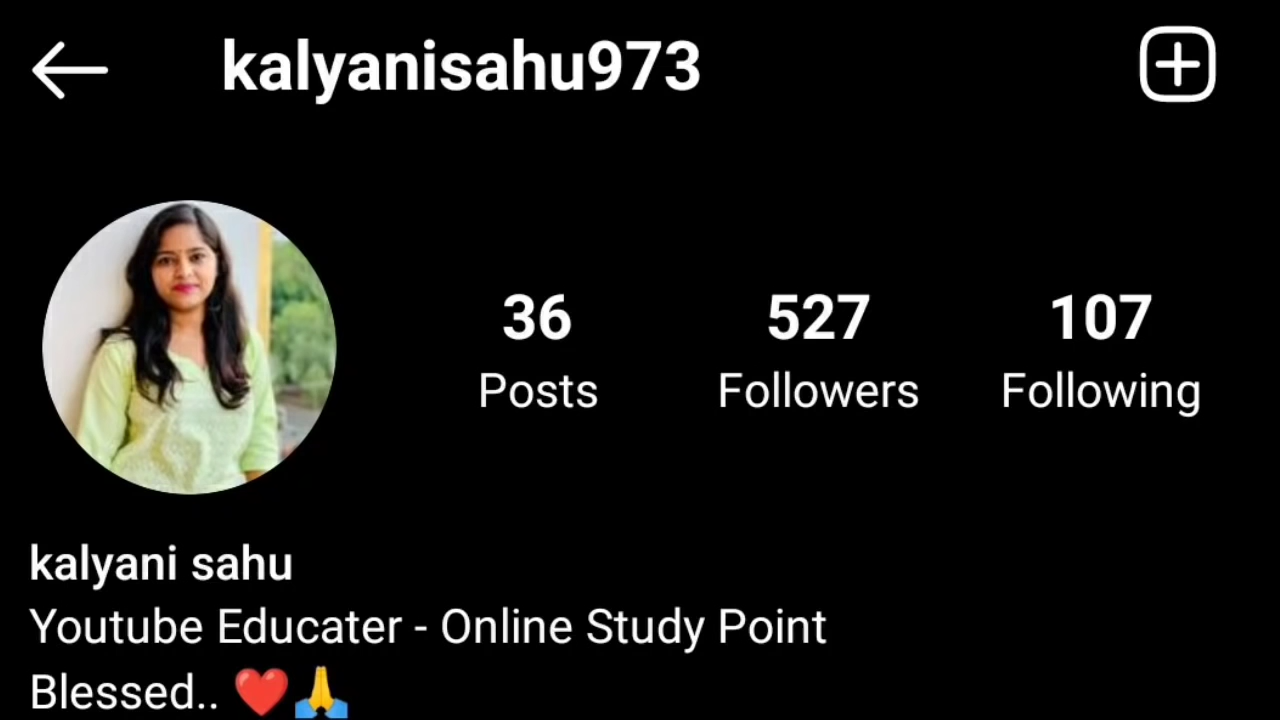 kalyanisahu973
36 527 107
Posts Followers Following
kalyani sahu
Youtube Educater - Online Study Point
Blessed.. ❤️🙏